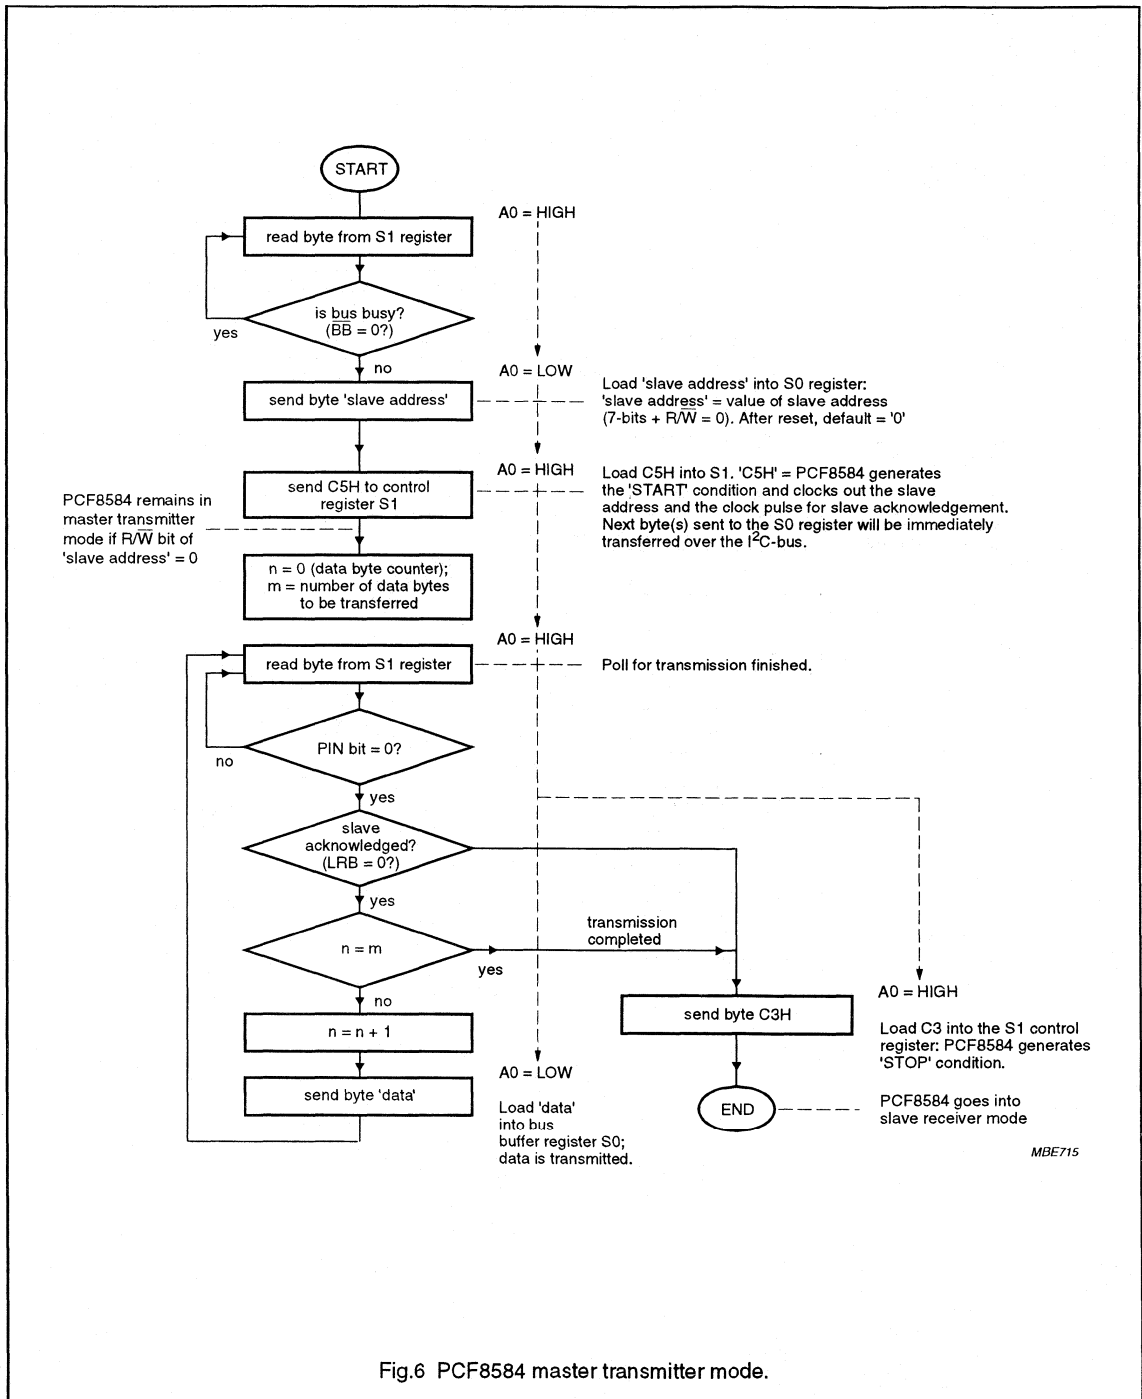 START
A0 = HIGH
read byte from S1 register
is bus busy?
(B̅B̅ = 0?)
yes
no
A0 = LOW
send byte 'slave address'
Load 'slave address' into S0 register:
'slave address' = value of slave address
(7-bits + R/W̅ = 0). After reset, default = '0'
A0 = HIGH
send C5H to control
register S1
Load C5H into S1. 'C5H' = PCF8584 generates
the 'START' condition and clocks out the slave
address and the clock pulse for slave acknowledgement.
Next byte(s) sent to the S0 register will be immediately
transferred over the I²C-bus.
PCF8584 remains in
master transmitter
mode if R/W̅ bit of
'slave address' = 0
n = 0 (data byte counter);
m = number of data bytes
to be transferred
A0 = HIGH
read byte from S1 register
Poll for transmission finished.
PIN bit = 0?
no
yes
slave
acknowledged?
(LRB = 0?)
yes
n = m
yes
transmission
completed
no
A0 = HIGH
n = n + 1
send byte C3H
Load C3 into the S1 control
register: PCF8584 generates
'STOP' condition.
A0 = LOW
send byte 'data'
Load 'data'
into bus
buffer register S0;
data is transmitted.
END
PCF8584 goes into
slave receiver mode
MBE715
Fig.6 PCF8584 master transmitter mode.